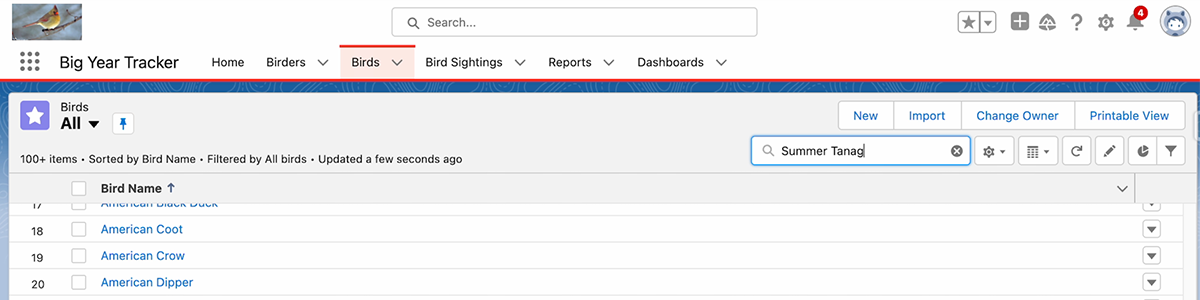 Search...
4
Big Year Tracker Home Birders Birds Bird Sightings Reports Dashboards
Birds
All
New Import Change Owner Printable View
100+ items • Sorted by Bird Name • Filtered by All birds • Updated a few seconds ago
Summer Tanag
Bird Name ↑
17 American Black Duck
18 American Coot
19 American Crow
20 American Dipper